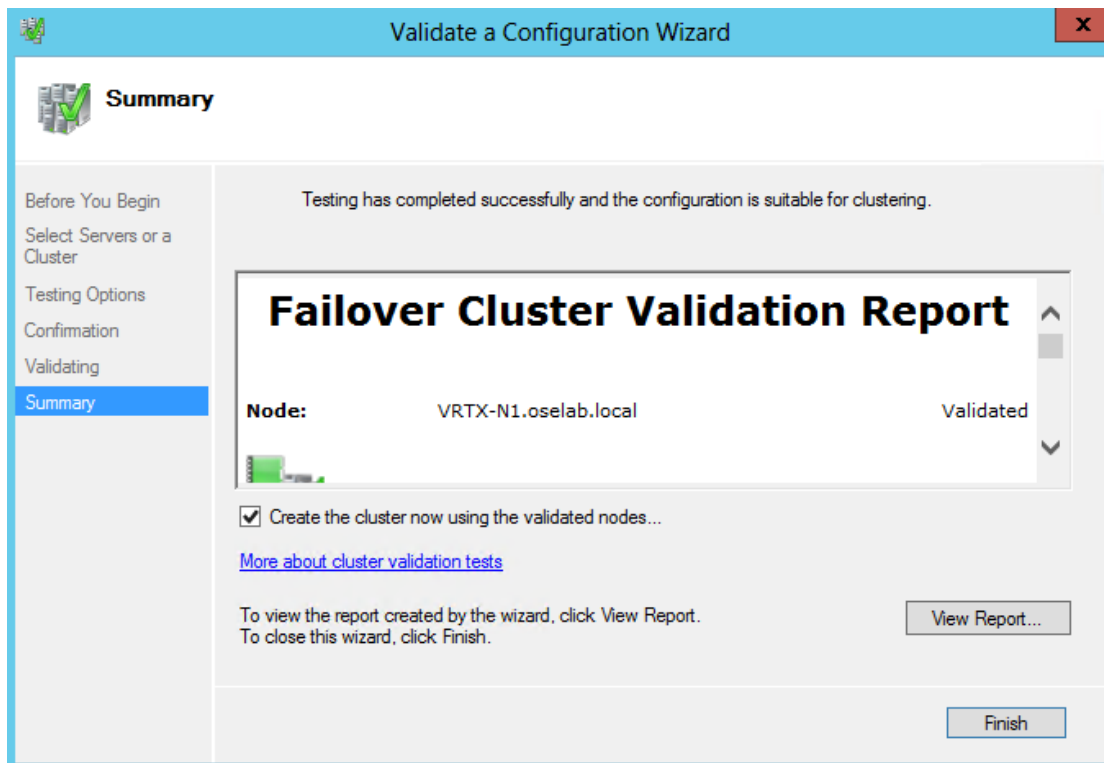 Validate a Configuration Wizard
x
Summary
Before You Begin
Select Servers or a
Cluster
Testing Options
Confirmation
Validating
Summary
Testing has completed successfully and the configuration is suitable for clustering.
Failover Cluster Validation Report
Node: VRTX-N1.oselab.local Validated
Create the cluster now using the validated nodes...
More about cluster validation tests
To view the report created by the wizard, click View Report.
To close this wizard, click Finish.
View Report...
Finish